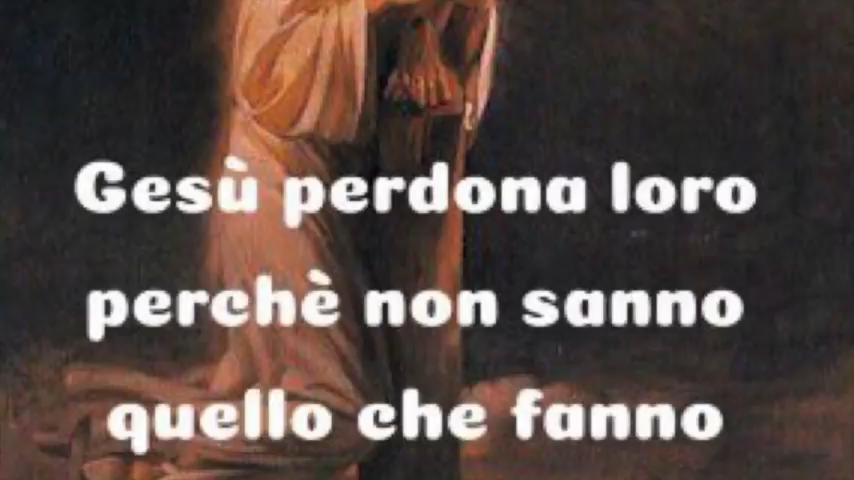 Gesù perdona loro
perchè non sanno
quello che fanno